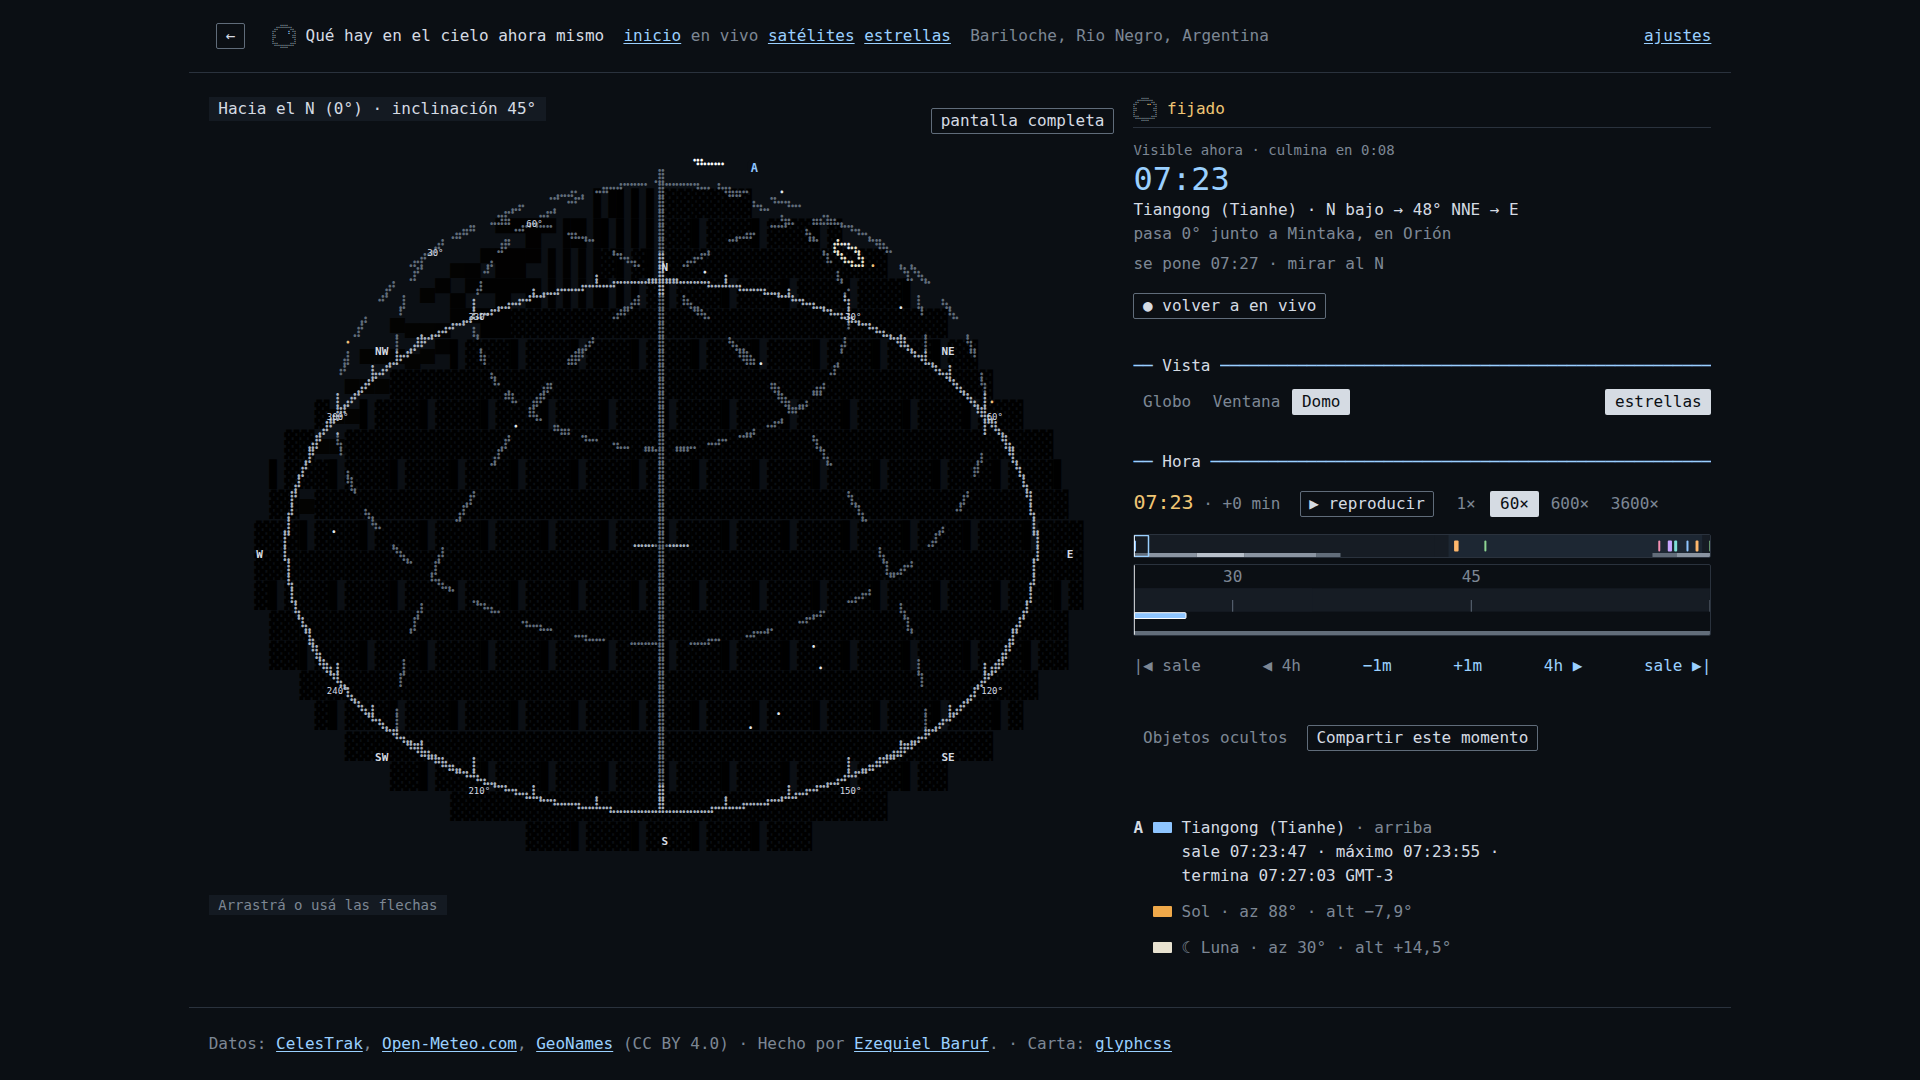 ← Qué hay en el cielo ahora mismo inicio en vivo satélites estrellas Bariloche, Rio Negro, Argentina ajustes
Hacia el N (0°) · inclinación 45°
pantalla completa
A
60°
30°
N
330°
30°
NW
NE
300°
60°
W
E
240°
120°
SW
SE
210°
150°
S
Arrastrá o usá las flechas
fijado
Visible ahora · culmina en 0:08
07:23
Tiangong (Tianhe) · N bajo → 48° NNE → E
pasa 0° junto a Mintaka, en Orión
se pone 07:27 · mirar al N
● volver a en vivo
Vista
Globo Ventana Domo estrellas
Hora
07:23 · +0 min ▶ reproducir 1× 60× 600× 3600×
30 45
|◀ sale ◀ 4h −1m +1m 4h ▶ sale ▶|
Objetos ocultos Compartir este momento
A Tiangong (Tianhe) · arriba
sale 07:23:47 · máximo 07:23:55 ·
termina 07:27:03 GMT-3
Sol · az 88° · alt −7,9°
☾ Luna · az 30° · alt +14,5°
Datos: CelesTrak, Open-Meteo.com, GeoNames (CC BY 4.0) · Hecho por Ezequiel Baruf. · Carta: glyphcss